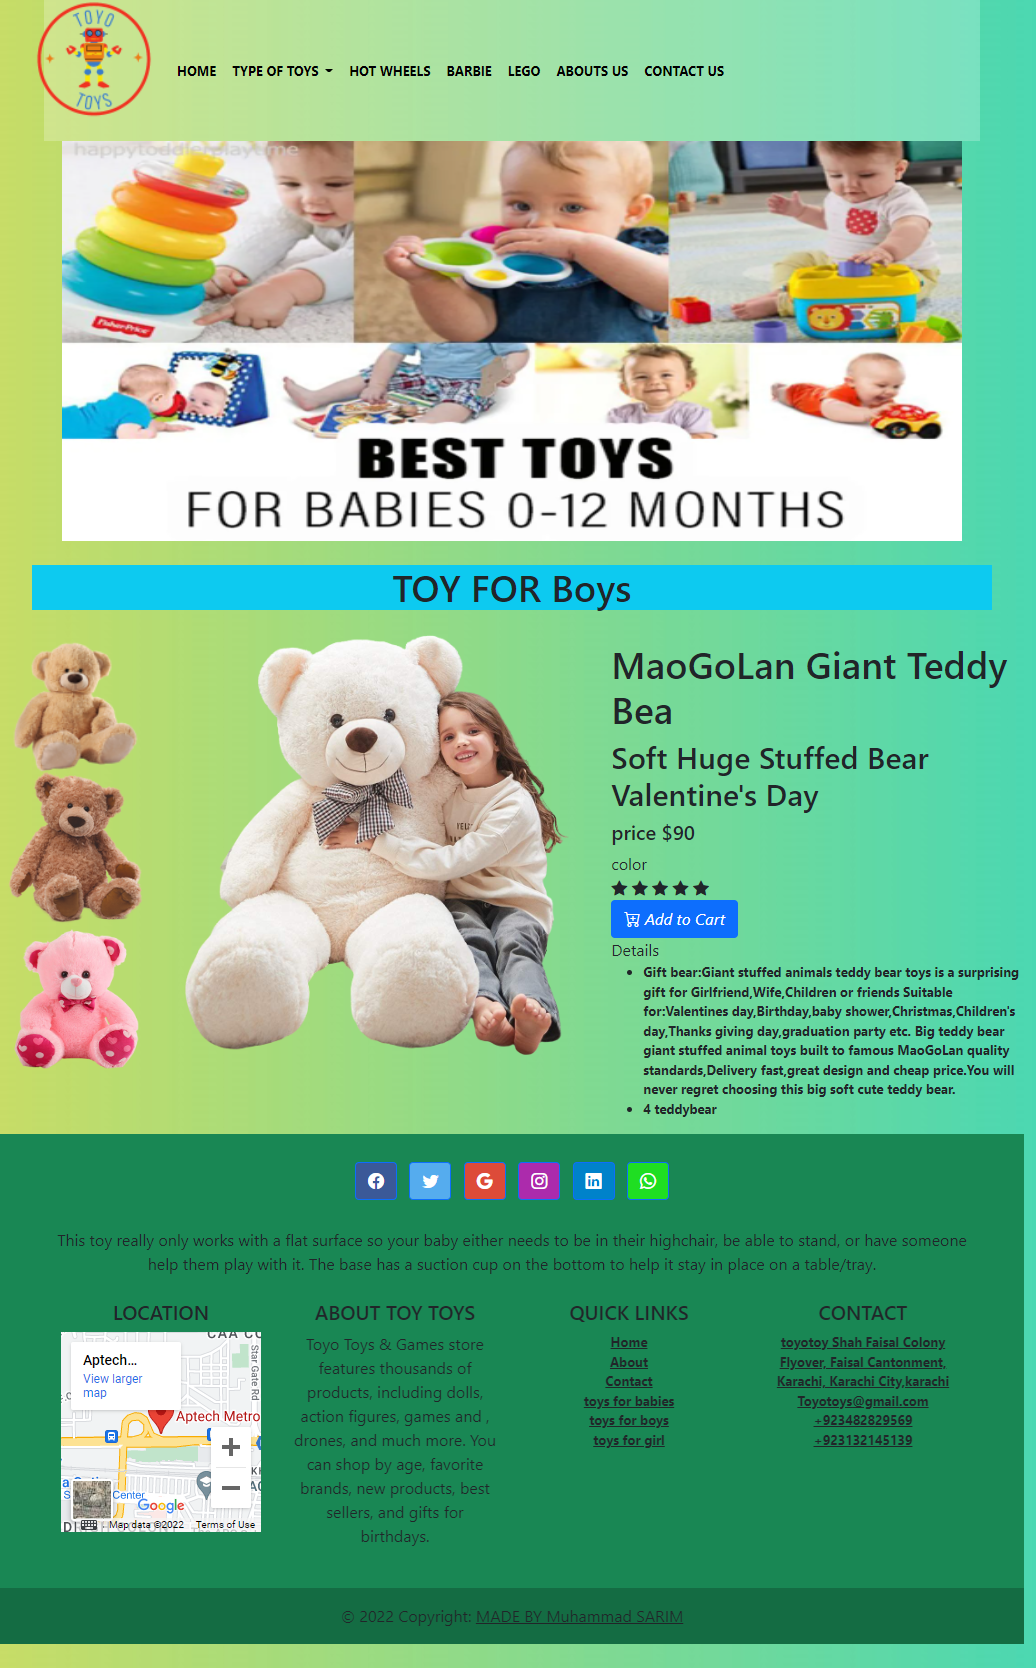 TOYO
TOYS
HOME TYPE OF TOYS HOT WHEELS BARBIE LEGO ABOUTS US CONTACT US
happytoddlerplaytime
Fisher-Price
BEST TOYS
FOR BABIES 0-12 MONTHS
TOY FOR Boys
MaoGoLan Giant Teddy
Bea
Soft Huge Stuffed Bear
Valentine's Day
price $90
color
Add to Cart
Details
Gift bear:Giant stuffed animals teddy bear toys is a surprising
gift for Girlfriend,Wife,Children or friends Suitable
for:Valentines day,Birthday,baby shower,Christmas,Children's
day,Thanks giving day,graduation party etc. Big teddy bear
giant stuffed animal toys built to famous MaoGoLan quality
standards,Delivery fast,great design and cheap price.You will
never regret choosing this big soft cute teddy bear.
4 teddybear
This toy really only works with a flat surface so your baby either needs to be in their highchair, be able to stand, or have someone
help them play with it. The base has a suction cup on the bottom to help it stay in place on a table/tray.
LOCATION
CAA CO
Aptech...
View larger
map
Star Gate Rd
Aptech Metro
Center
Google
Map data ©2022 Terms of Use
ABOUT TOY TOYS
Toyo Toys & Games store
features thousands of
products, including dolls,
action figures, games and ,
drones, and much more. You
can shop by age, favorite
brands, new products, best
sellers, and gifts for
birthdays.
QUICK LINKS
Home
About
Contact
toys for babies
toys for boys
toys for girl
CONTACT
toyotoy Shah Faisal Colony
Flyover, Faisal Cantonment,
Karachi, Karachi City,karachi
Toyotoys@gmail.com
+923482829569
+923132145139
© 2022 Copyright: MADE BY Muhammad SARIM